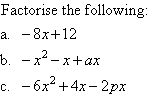 Factorise the following:
a. −8x+12
b. −x²−x+ax
c. −6x²+4x−2px